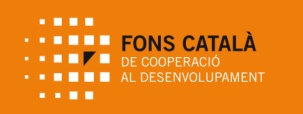 FONS CATALÀ
DE COOPERACIÓ
AL DESENVOLUPAMENT